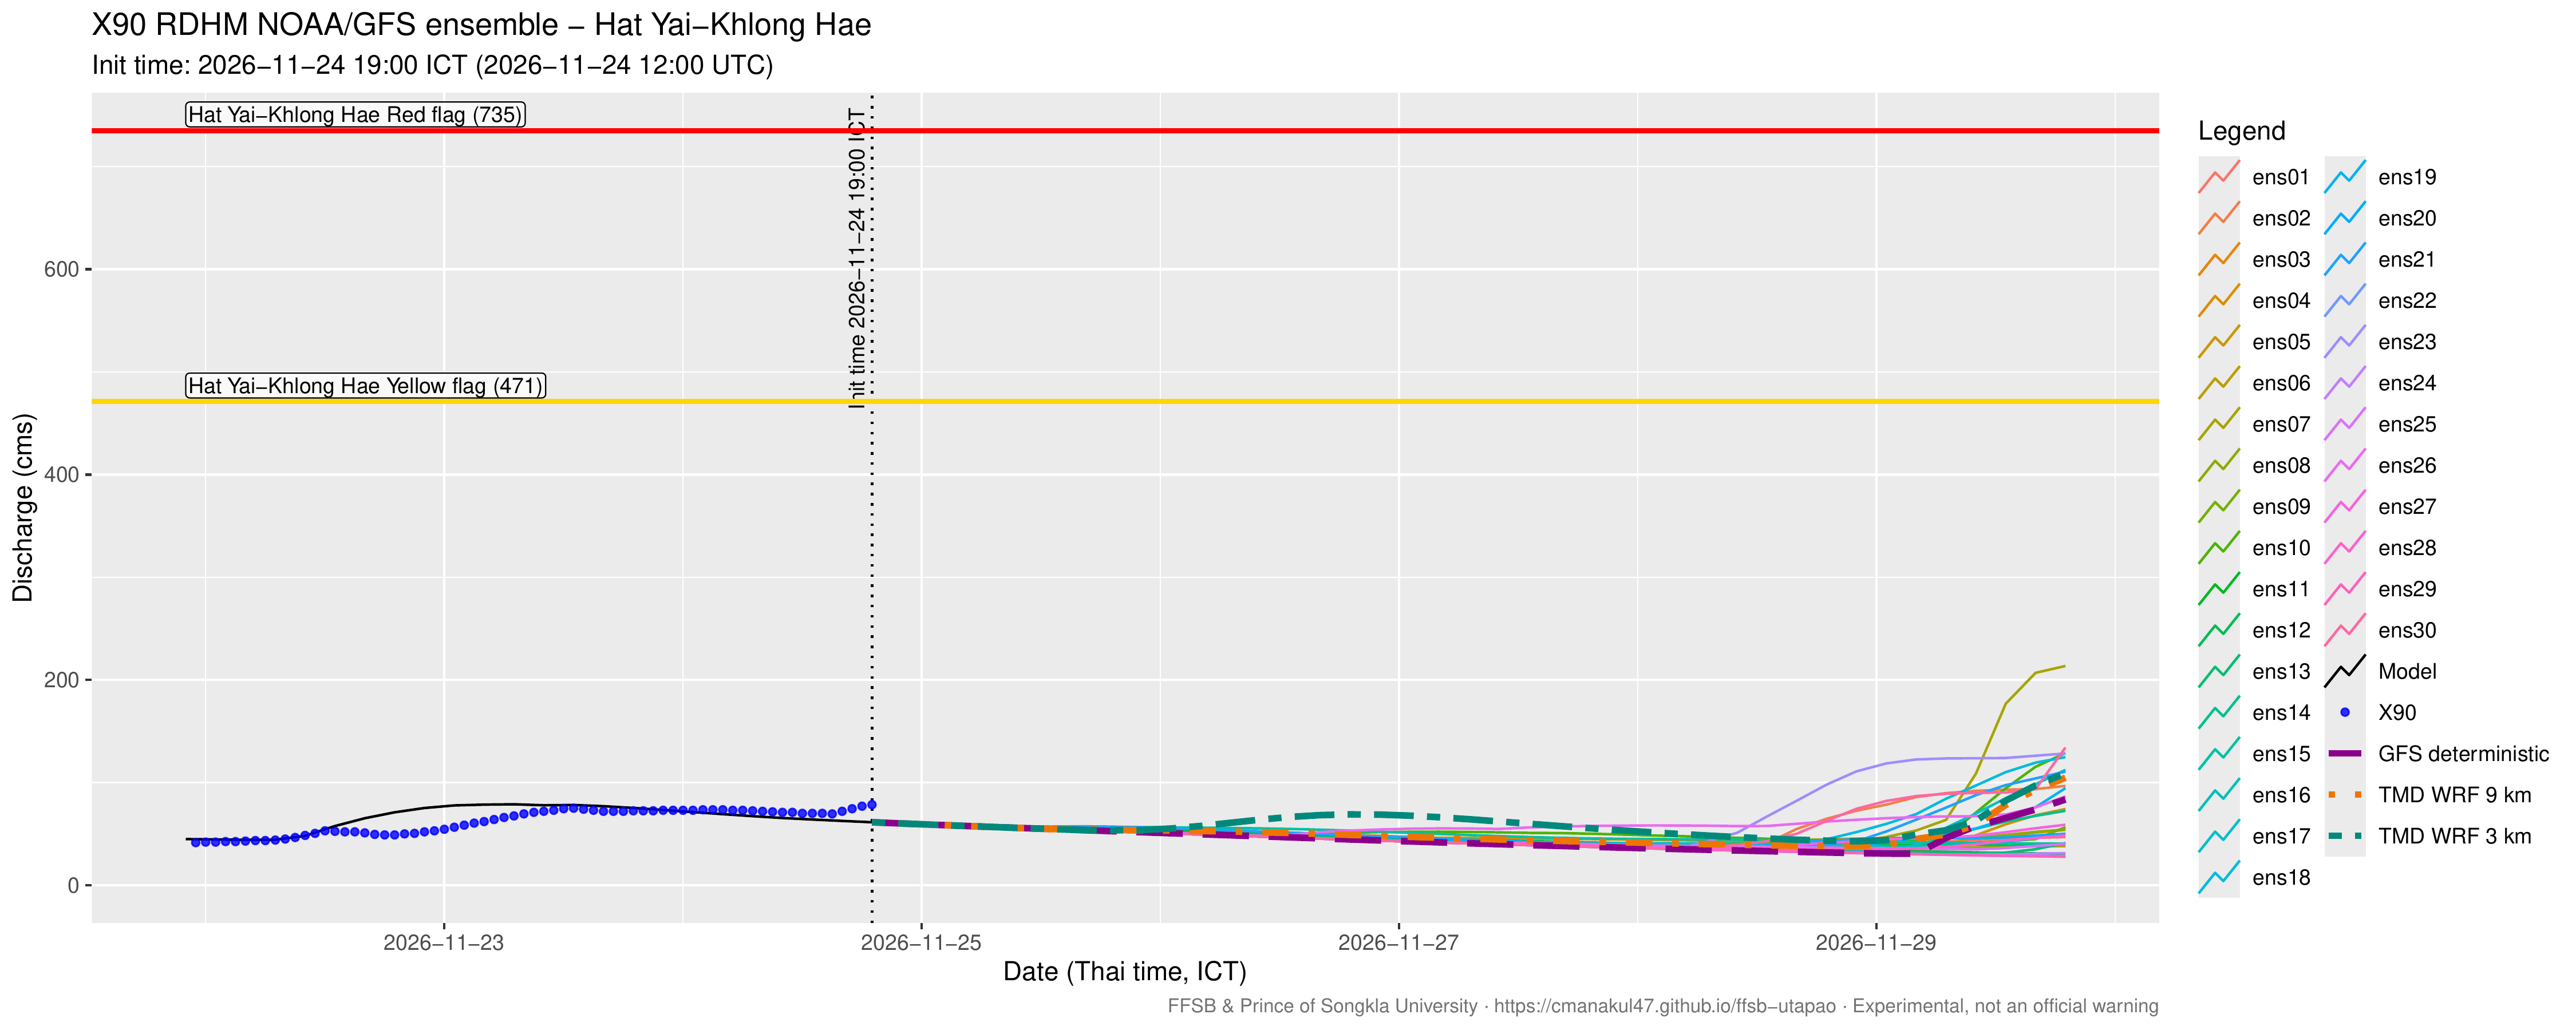 X90 RDHM NOAA/GFS ensemble – Hat Yai–Khlong Hae
Init time: 2026–11–24 19:00 ICT (2026–11–24 12:00 UTC)
Hat Yai–Khlong Hae Red flag (735)
Hat Yai–Khlong Hae Yellow flag (471)
Init time 2026–11–24 19:00 ICT
Discharge (cms)
600
400
200
0
2026–11–23
2026–11–25
2026–11–27
2026–11–29
Date (Thai time, ICT)
FFSB & Prince of Songkla University · https://cmanakul47.github.io/ffsb–utapao · Experimental, not an official warning
Legend
ens01
ens02
ens03
ens04
ens05
ens06
ens07
ens08
ens09
ens10
ens11
ens12
ens13
ens14
ens15
ens16
ens17
ens18
ens19
ens20
ens21
ens22
ens23
ens24
ens25
ens26
ens27
ens28
ens29
ens30
Model
X90
GFS deterministic
TMD WRF 9 km
TMD WRF 3 km